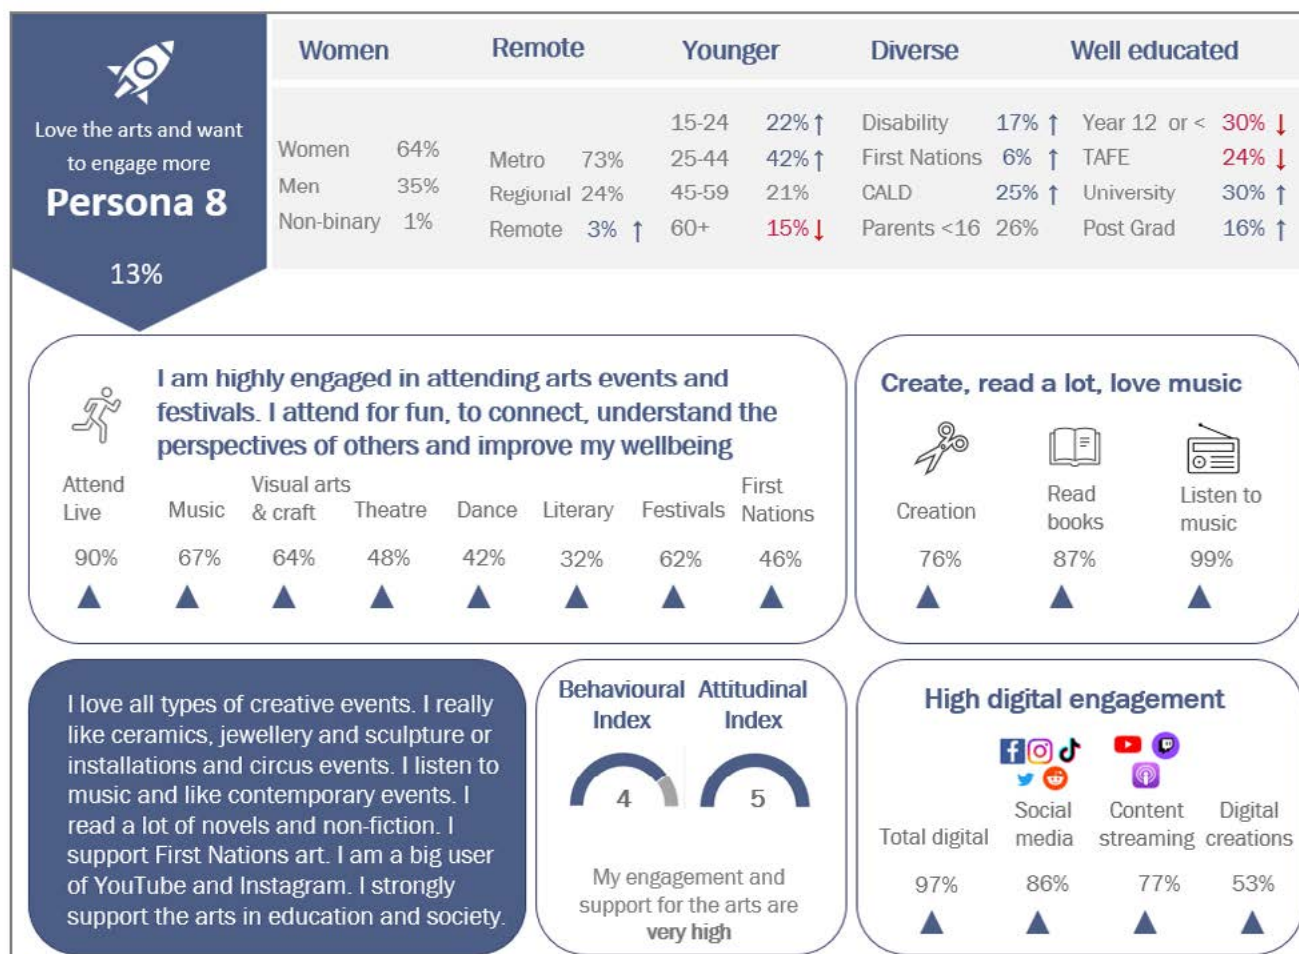 Love the arts and want
to engage more
Persona 8
13%
Women Remote Younger Diverse Well educated
Women 64%
Men 35%
Non-binary 1%
Metro 73%
Regional 24%
Remote 3% ↑
15-24 22% ↑
25-44 42% ↑
45-59 21%
60+ 15% ↓
Disability 17% ↑
First Nations 6% ↑
CALD 25% ↑
Parents <16 26%
Year 12 or < 30% ↓
TAFE 24% ↓
University 30% ↑
Post Grad 16% ↑
I am highly engaged in attending arts events and
festivals. I attend for fun, to connect, understand the
perspectives of others and improve my wellbeing
Attend
Live
Music
Visual arts
& craft
Theatre
Dance
Literary
Festivals
First
Nations
90% 67% 64% 48% 42% 32% 62% 46%
Create, read a lot, love music
Creation
Read
books
Listen to
music
76% 87% 99%
I love all types of creative events. I really
like ceramics, jewellery and sculpture or
installations and circus events. I listen to
music and like contemporary events. I
read a lot of novels and non-fiction. I
support First Nations art. I am a big user
of YouTube and Instagram. I strongly
support the arts in education and society.
Behavioural
Index
4
Attitudinal
Index
5
My engagement and
support for the arts are
very high
High digital engagement
Total digital
Social
media
Content
streaming
Digital
creations
97% 86% 77% 53%